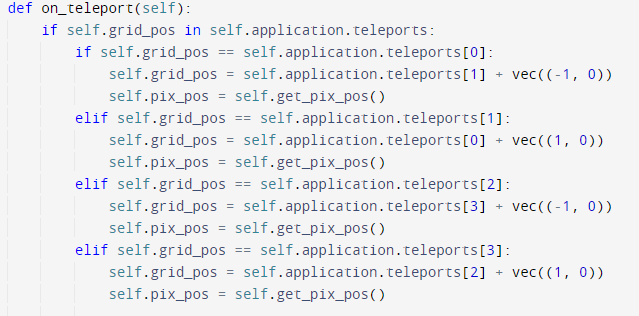 def on_teleport(self):
    if self.grid_pos in self.application.teleports:
        if self.grid_pos == self.application.teleports[0]:
            self.grid_pos = self.application.teleports[1] + vec((-1, 0))
            self.pix_pos = self.get_pix_pos()
        elif self.grid_pos == self.application.teleports[1]:
            self.grid_pos = self.application.teleports[0] + vec((1, 0))
            self.pix_pos = self.get_pix_pos()
        elif self.grid_pos == self.application.teleports[2]:
            self.grid_pos = self.application.teleports[3] + vec((-1, 0))
            self.pix_pos = self.get_pix_pos()
        elif self.grid_pos == self.application.teleports[3]:
            self.grid_pos = self.application.teleports[2] + vec((1, 0))
            self.pix_pos = self.get_pix_pos()